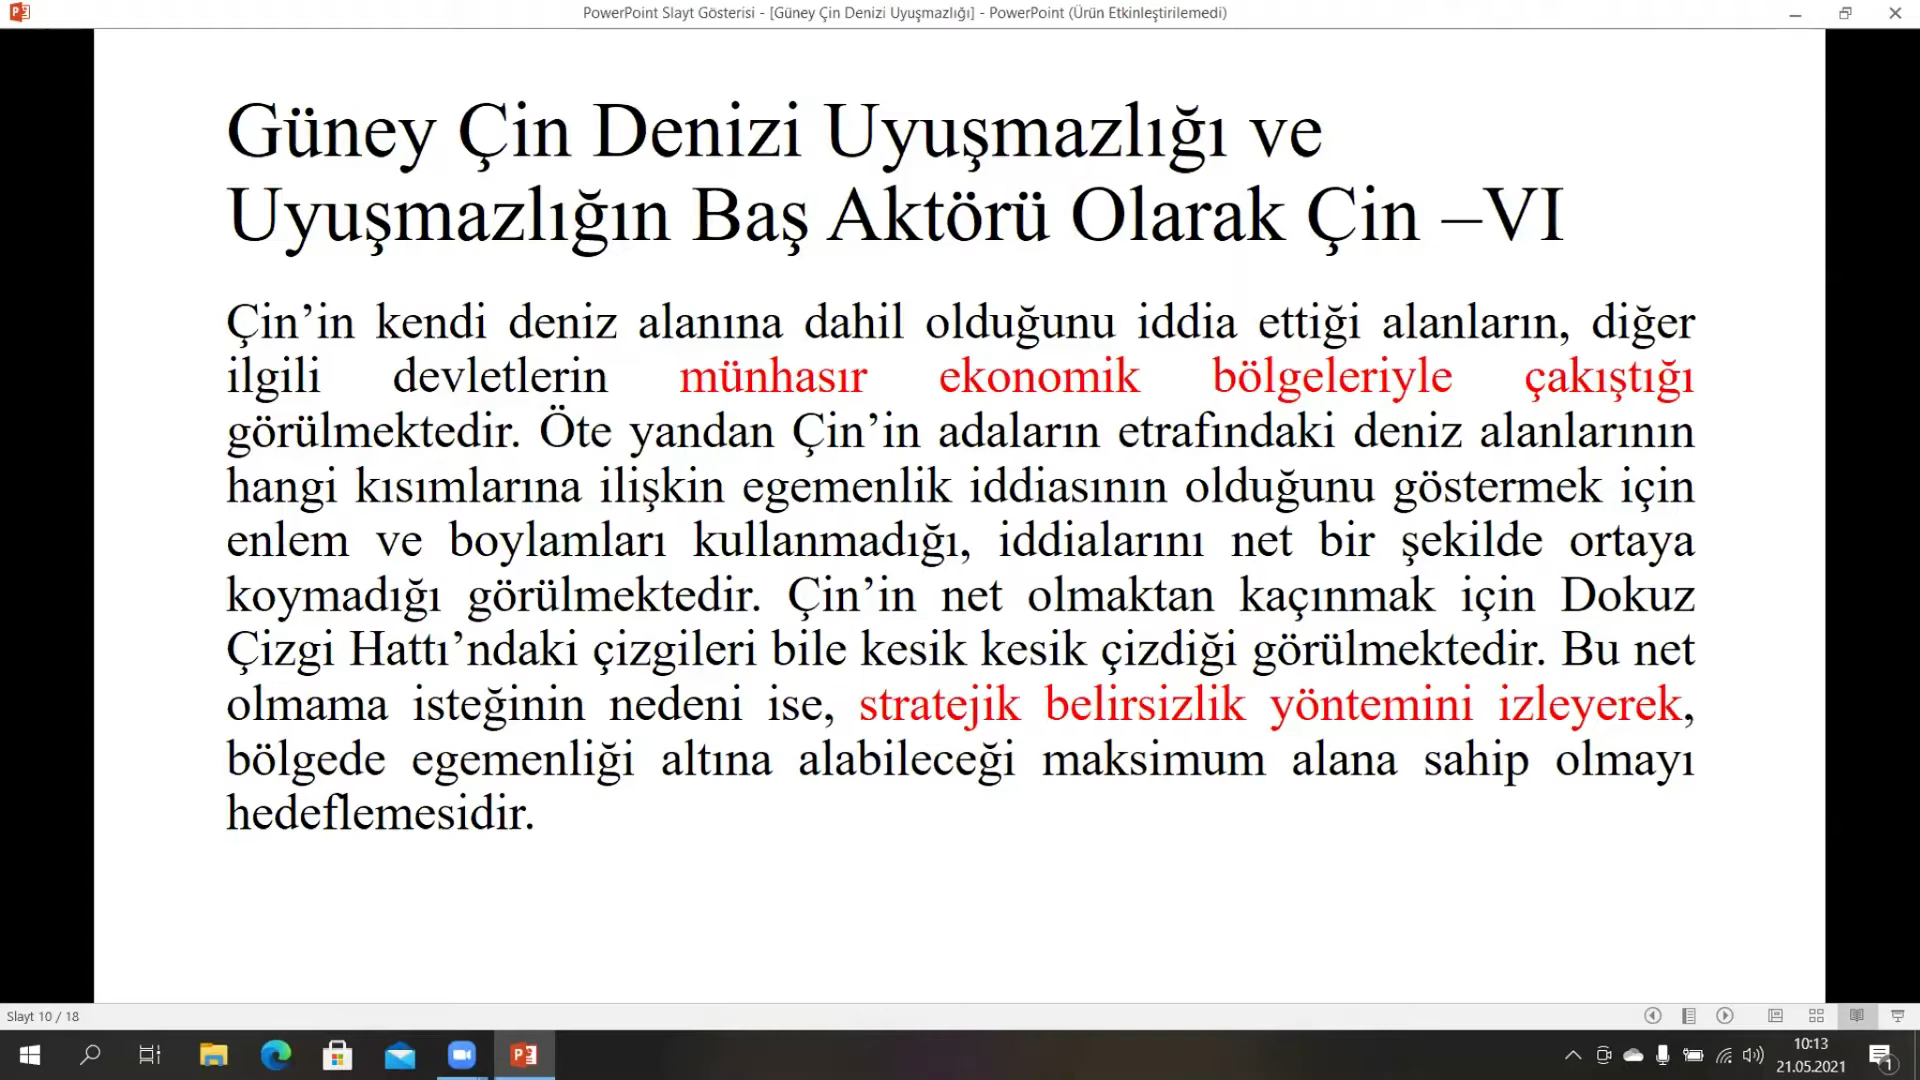 PowerPoint Slayt Gösterisi - [Güney Çin Denizi Uyuşmazlığı] - PowerPoint (Ürün Etkinleştirilemedi)
Güney Çin Denizi Uyuşmazlığı ve
Uyuşmazlığın Baş Aktörü Olarak Çin –VI
Çin’in kendi deniz alanına dahil olduğunu iddia ettiği alanların, diğer
ilgili devletlerin münhasır ekonomik bölgeleriyle çakıştığı
görülmektedir. Öte yandan Çin’in adaların etrafındaki deniz alanlarının
hangi kısımlarına ilişkin egemenlik iddiasının olduğunu göstermek için
enlem ve boylamları kullanmadığı, iddialarını net bir şekilde ortaya
koymadığı görülmektedir. Çin’in net olmaktan kaçınmak için Dokuz
Çizgi Hattı’ndaki çizgileri bile kesik kesik çizdiği görülmektedir. Bu net
olmama isteğinin nedeni ise, stratejik belirsizlik yöntemini izleyerek,
bölgede egemenliği altına alabileceği maksimum alana sahip olmayı
hedeflemesidir.
Slayt 10 / 18
10:13
21.05.2021
1